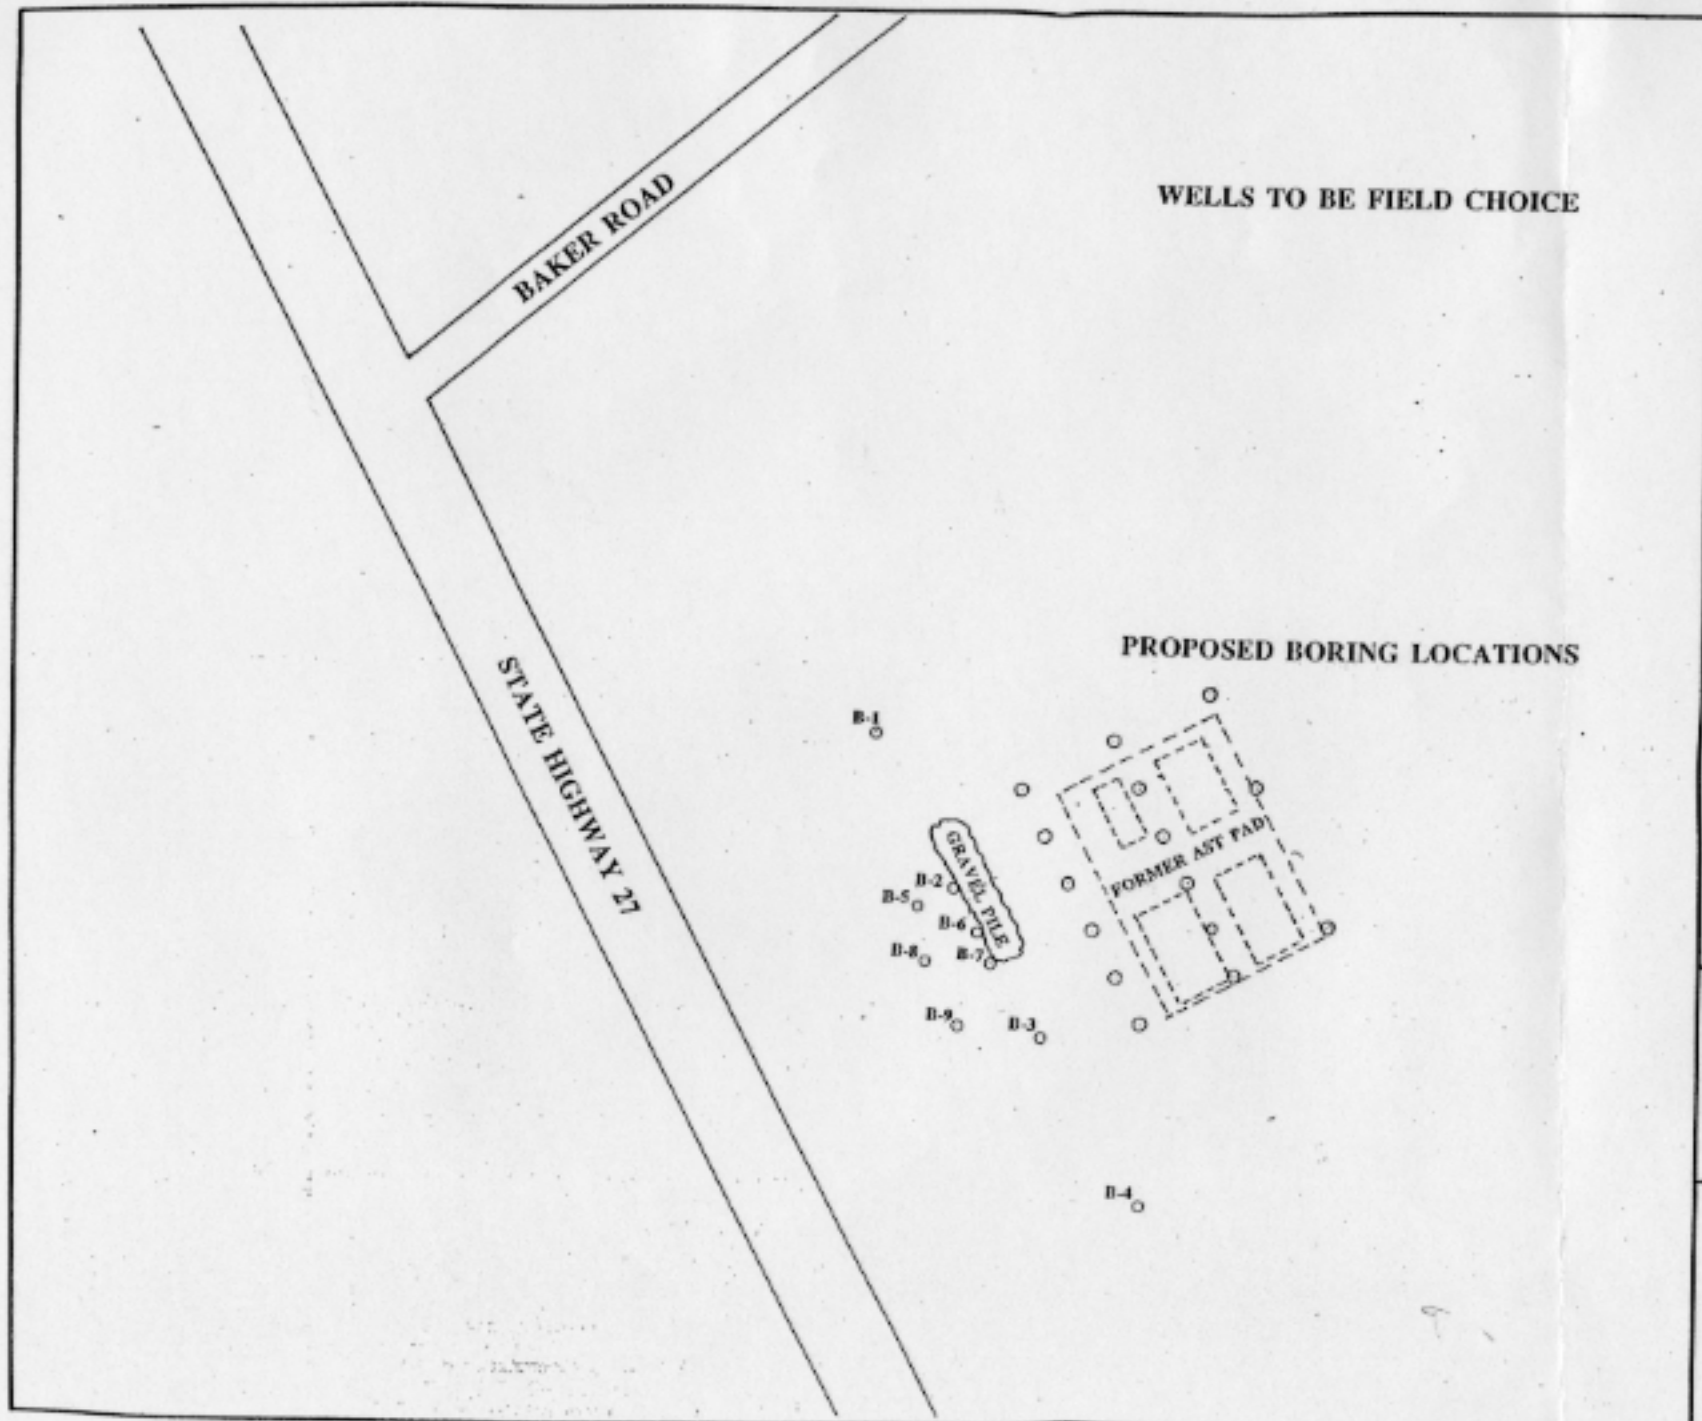 BAKER ROAD
WELLS TO BE FIELD CHOICE
PROPOSED BORING LOCATIONS
STATE HIGHWAY 27
B-1
GRAVEL PILE
FORMER AST PAD
B-2
B-5
B-6
B-8
B-7
B-9
B-3
B-4